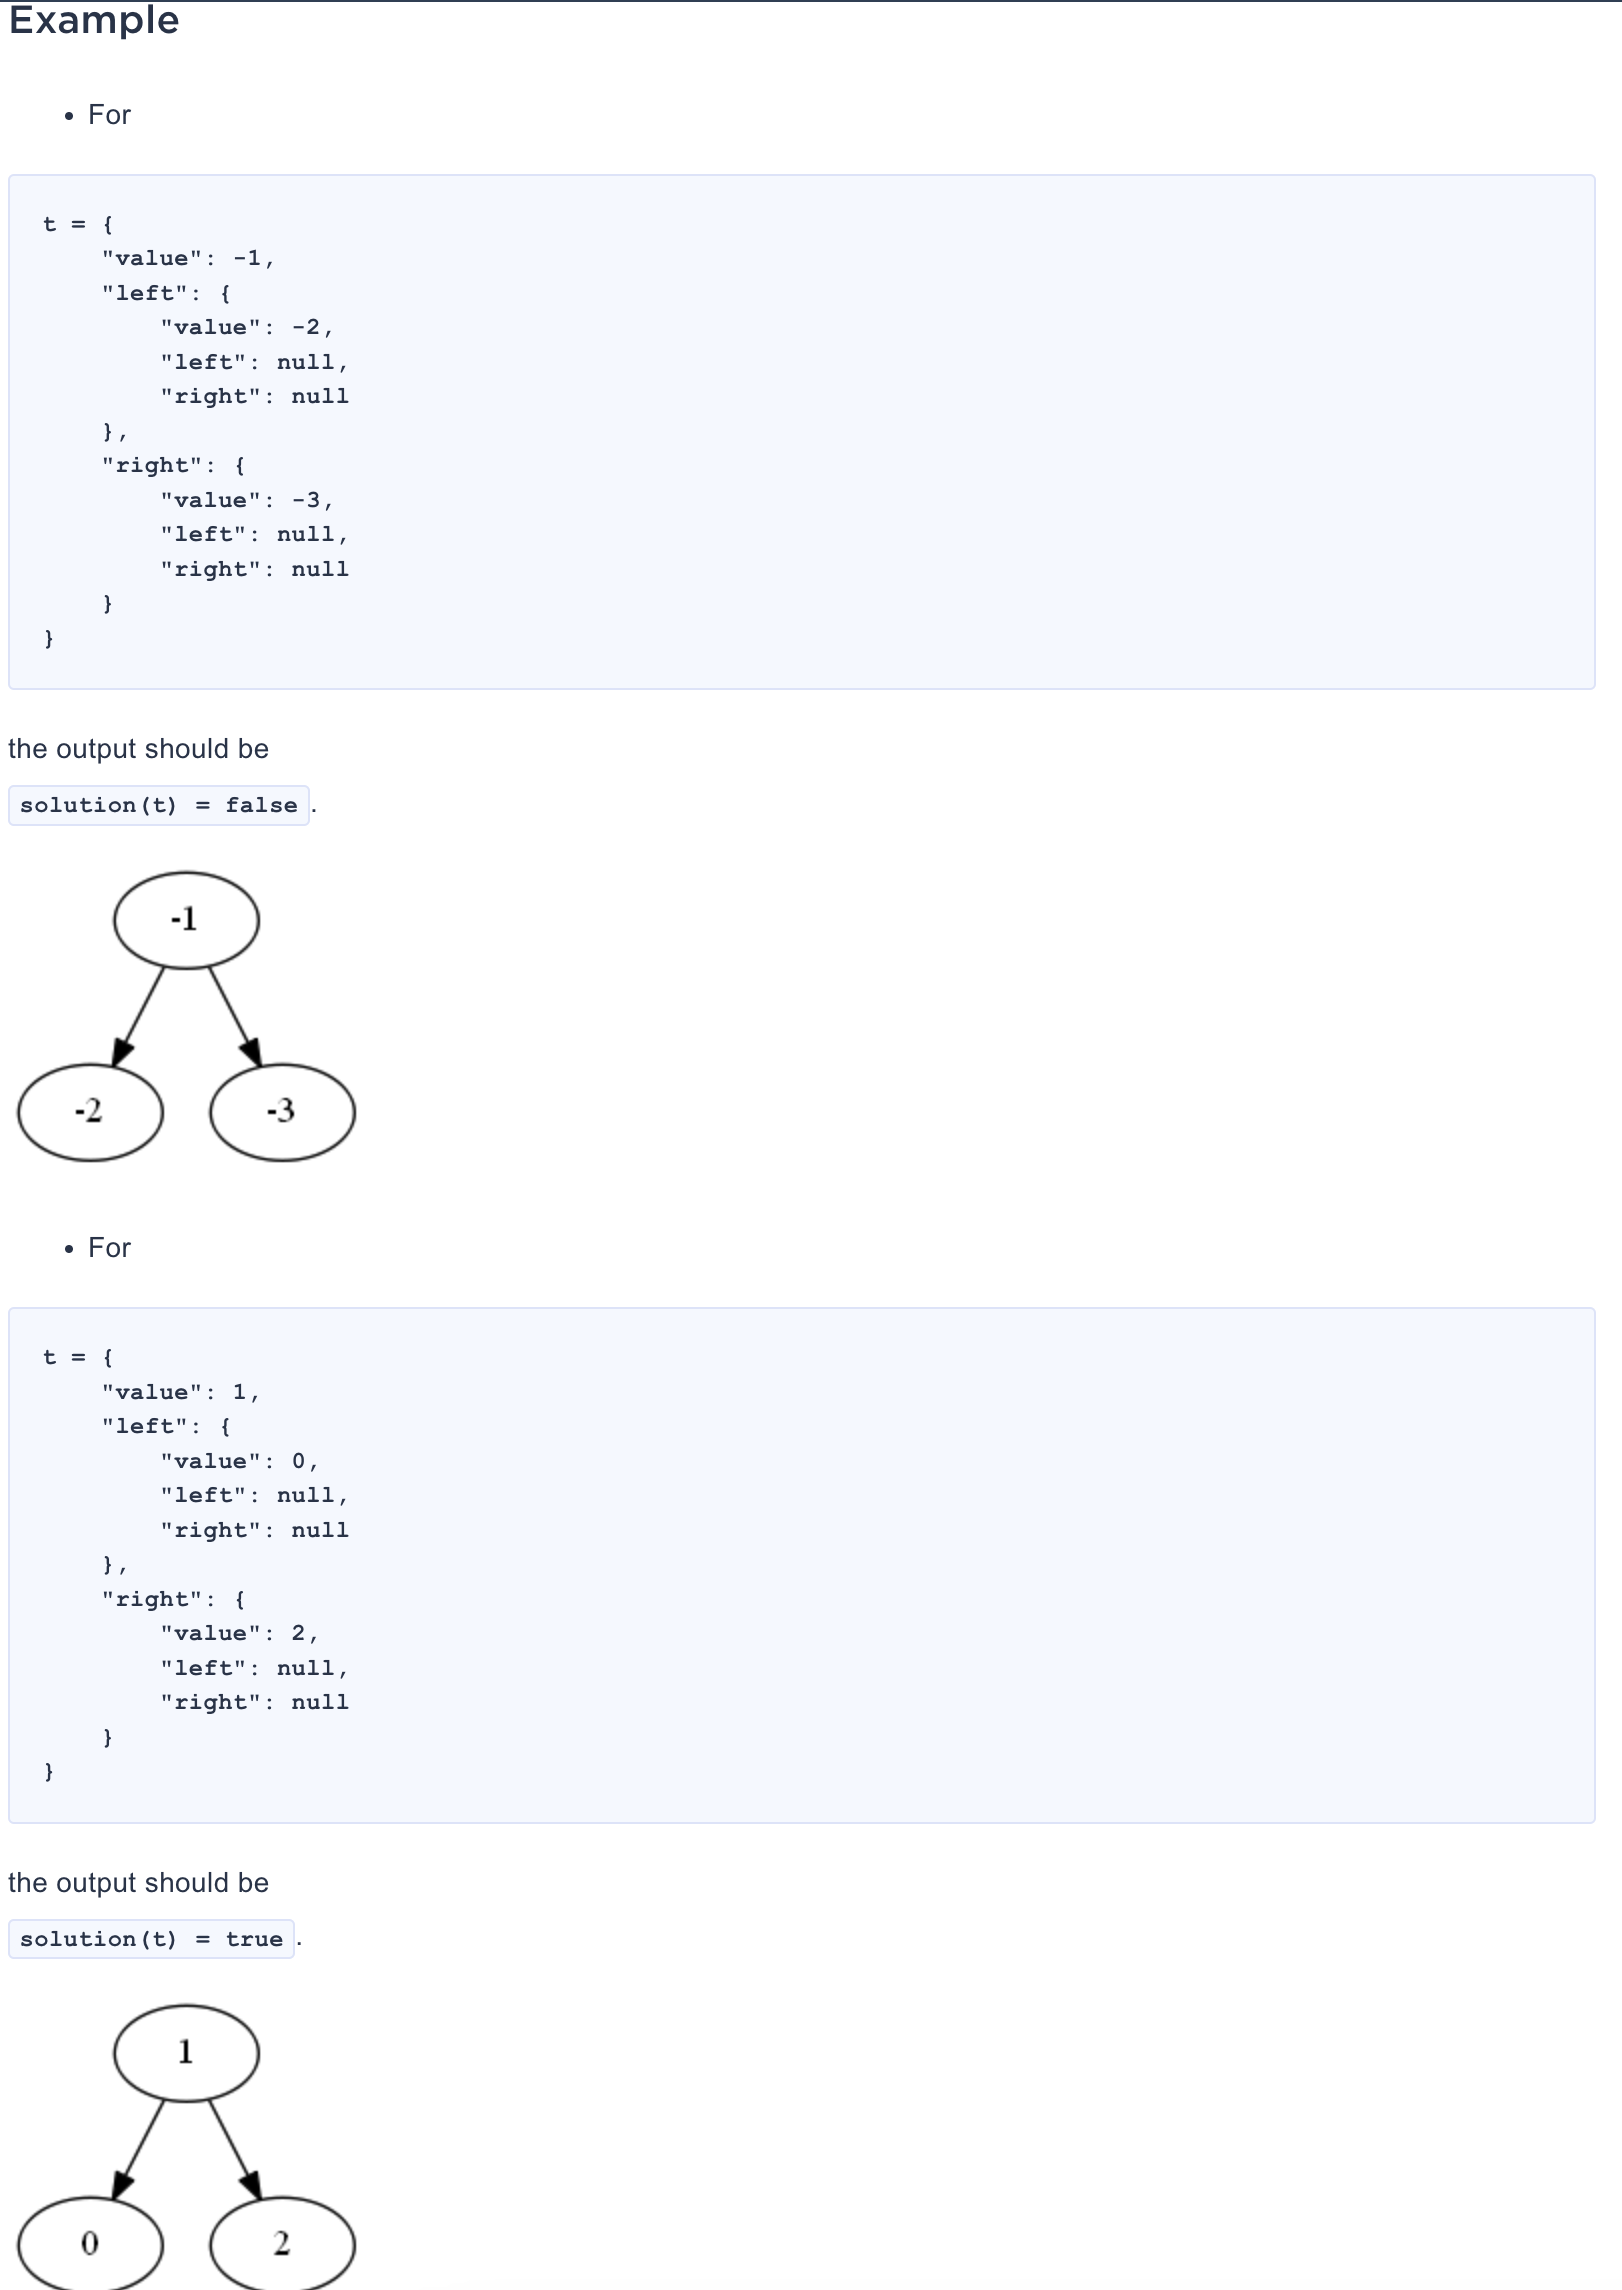 Example
• For
t = {
    "value": -1,
    "left": {
        "value": -2,
        "left": null,
        "right": null
    },
    "right": {
        "value": -3,
        "left": null,
        "right": null
    }
}
the output should be
solution(t) = false.
-1
-2 -3
• For
t = {
    "value": 1,
    "left": {
        "value": 0,
        "left": null,
        "right": null
    },
    "right": {
        "value": 2,
        "left": null,
        "right": null
    }
}
the output should be
solution(t) = true.
1
0 2